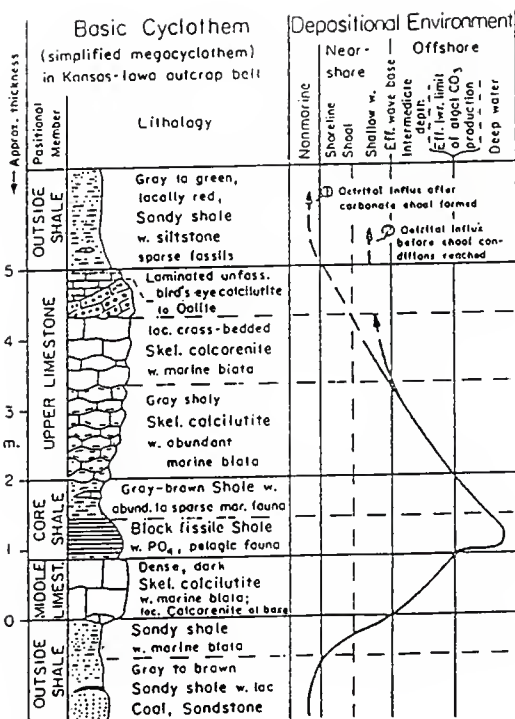 Basic Cyclothem
(simplified megacyclothem)
in Kansas-Iowa outcrop belt
Depositional Environment
Near-
shore
Offshore
Approx. thickness
Positional
Member
Lithology
Nonmarine
Shoreline
Shoal
Shallow w.
Eff. wave base
Intermediate
depth
Eff. lwr. limit
of algal CO3
production
Deep water
OUTSIDE
SHALE
Gray to green,
locally red,
Sandy shale
w. siltstone
sparse fossils
① Detrital influx after
carbonate shoal formed
② Detrital influx
before shoal con-
ditions reached
5
UPPER LIMESTONE
Laminated unfoss.
bird's eye calcilutite
to Oolite
loc. cross-bedded
Skel. calcarenite
w. marine biota
4
Gray shaly
Skel. calcilutite
w. abundant
marine biota
3
m.
2
CORE
SHALE
Gray-brown Shale w.
abund. to sparse mar. fauna
Black fissile Shale
w. PO4, pelagic fauna
1
MIDDLE
LIMEST.
Dense, dark
Skel. calcilutite
w. marine biota;
loc. Calcarenite at base
0
OUTSIDE
SHALE
Sandy shale
w. marine biota
Gray to brown
Sandy shale w. loc
Coal, Sandstone